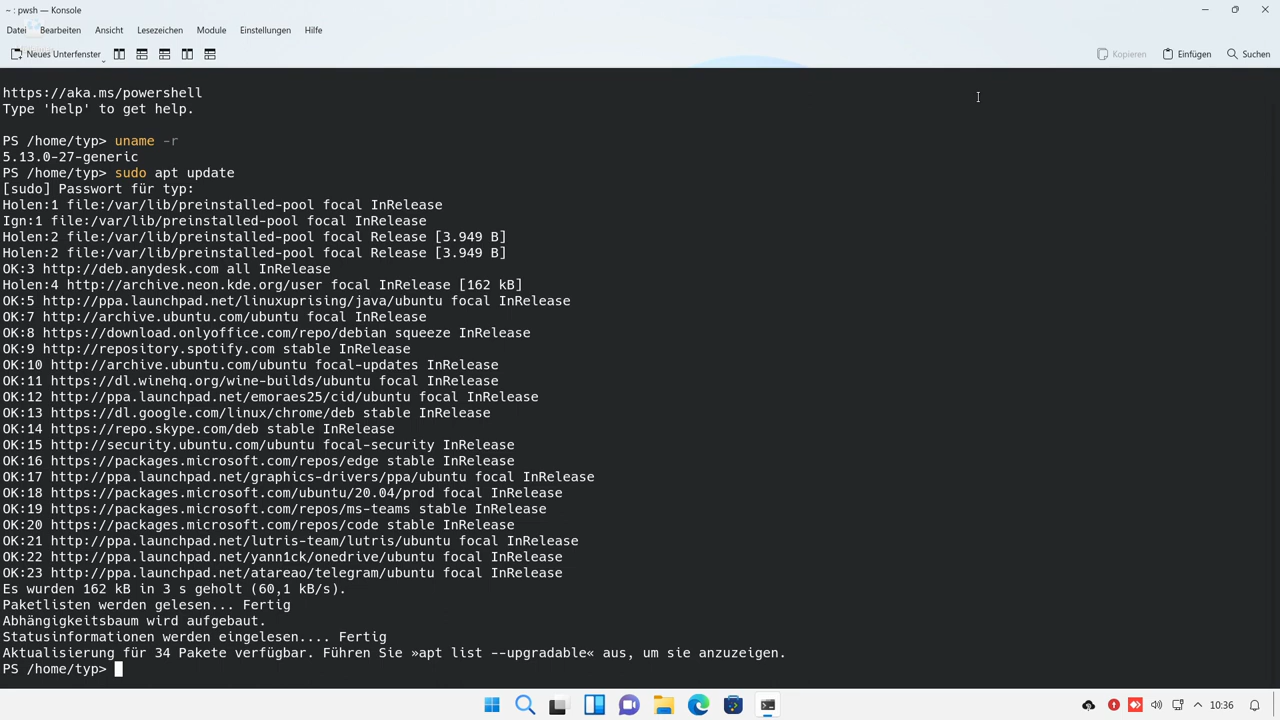 ~ : pwsh — Konsole
Datei Bearbeiten Ansicht Lesezeichen Module Einstellungen Hilfe
Neues Unterfenster Kopieren Einfügen Suchen
https://aka.ms/powershell
Type 'help' to get help.
PS /home/typ> uname -r
5.13.0-27-generic
PS /home/typ> sudo apt update
[sudo] Passwort für typ:
Holen:1 file:/var/lib/preinstalled-pool focal InRelease
Ign:1 file:/var/lib/preinstalled-pool focal InRelease
Holen:2 file:/var/lib/preinstalled-pool focal Release [3.949 B]
Holen:2 file:/var/lib/preinstalled-pool focal Release [3.949 B]
OK:3 http://deb.anydesk.com all InRelease
Holen:4 http://archive.neon.kde.org/user focal InRelease [162 kB]
OK:5 http://ppa.launchpad.net/linuxuprising/java/ubuntu focal InRelease
OK:7 http://archive.ubuntu.com/ubuntu focal InRelease
OK:8 https://download.onlyoffice.com/repo/debian squeeze InRelease
OK:9 http://repository.spotify.com stable InRelease
OK:10 http://archive.ubuntu.com/ubuntu focal-updates InRelease
OK:11 https://dl.winehq.org/wine-builds/ubuntu focal InRelease
OK:12 http://ppa.launchpad.net/emoraes25/cid/ubuntu focal InRelease
OK:13 https://dl.google.com/linux/chrome/deb stable InRelease
OK:14 https://repo.skype.com/deb stable InRelease
OK:15 http://security.ubuntu.com/ubuntu focal-security InRelease
OK:16 https://packages.microsoft.com/repos/edge stable InRelease
OK:17 http://ppa.launchpad.net/graphics-drivers/ppa/ubuntu focal InRelease
OK:18 https://packages.microsoft.com/ubuntu/20.04/prod focal InRelease
OK:19 https://packages.microsoft.com/repos/ms-teams stable InRelease
OK:20 https://packages.microsoft.com/repos/code stable InRelease
OK:21 http://ppa.launchpad.net/lutris-team/lutris/ubuntu focal InRelease
OK:22 http://ppa.launchpad.net/yann1ck/onedrive/ubuntu focal InRelease
OK:23 http://ppa.launchpad.net/atareao/telegram/ubuntu focal InRelease
Es wurden 162 kB in 3 s geholt (60,1 kB/s).
Paketlisten werden gelesen... Fertig
Abhängigkeitsbaum wird aufgebaut.
Statusinformationen werden eingelesen.... Fertig
Aktualisierung für 34 Pakete verfügbar. Führen Sie »apt list --upgradable« aus, um sie anzuzeigen.
PS /home/typ>
10:36